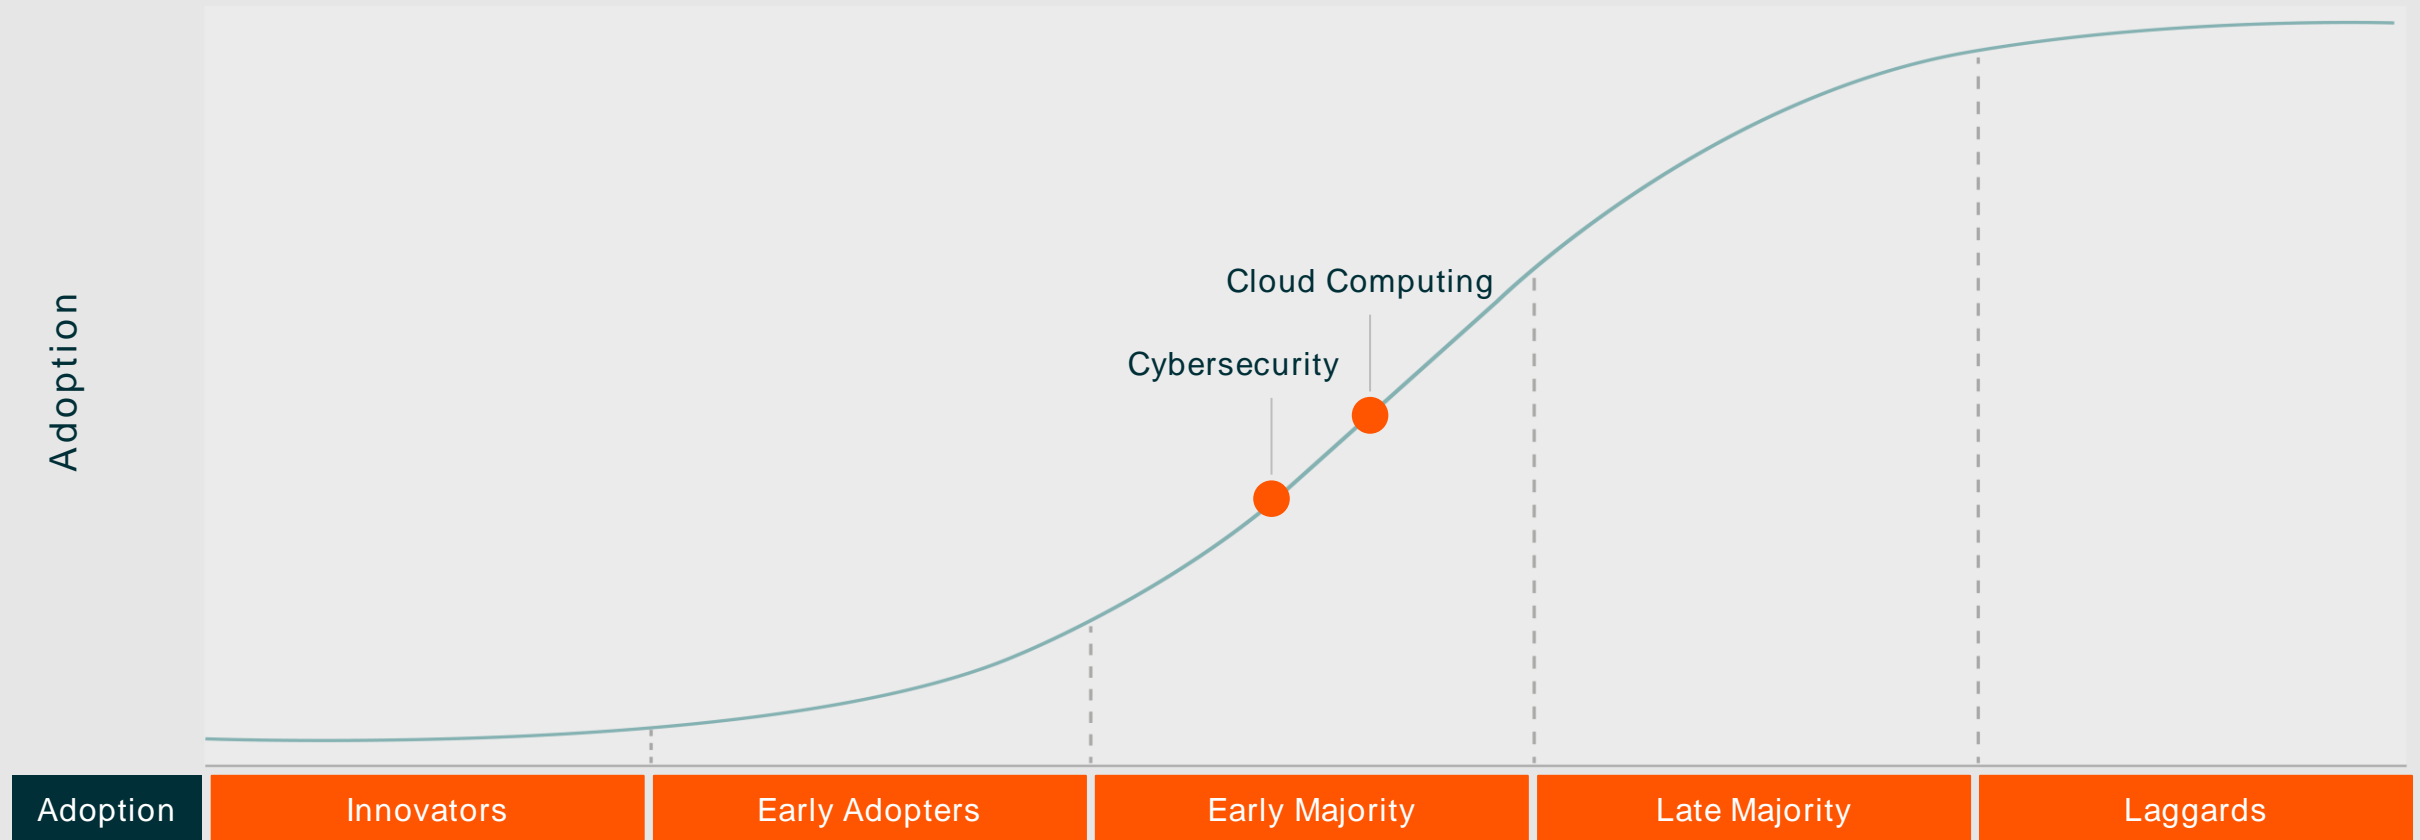 Adoption
Cloud Computing
Cybersecurity
Adoption
Innovators
Early Adopters
Early Majority
Late Majority
Laggards